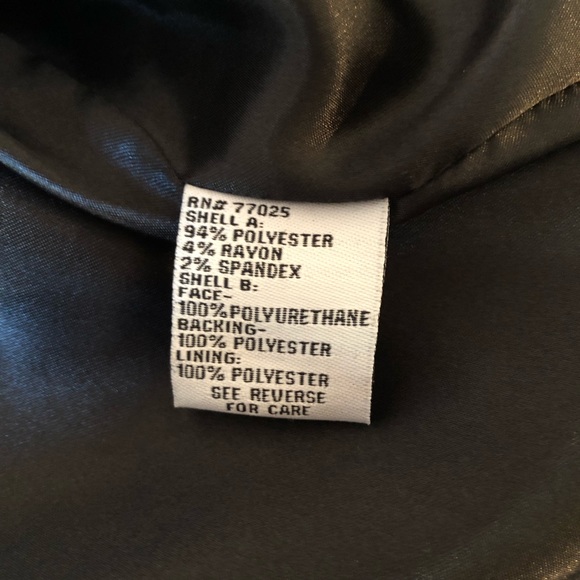 RN# 77025
SHELL A:
94% POLYESTER
4% RAYON
2% SPANDEX
SHELL B:
FACE-
100% POLYURETHANE
BACKING-
100% POLYESTER
LINING:
100% POLYESTER
SEE REVERSE
FOR CARE